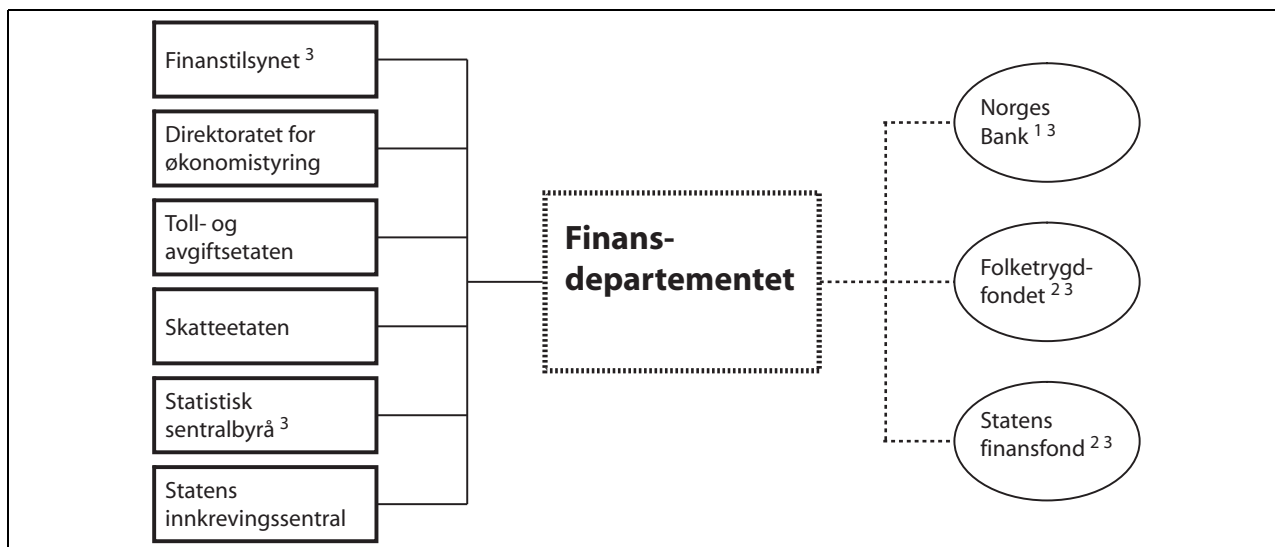 Finanstilsynet ³
Direktoratet for
økonomistyring
Toll- og
avgiftsetaten
Skatteetaten
Statistisk
sentralbyrå ³
Statens
innkrevingssentral
Finans-
departementet
Norges
Bank ¹ ³
Folketrygd-
fondet ² ³
Statens
finansfond ² ³